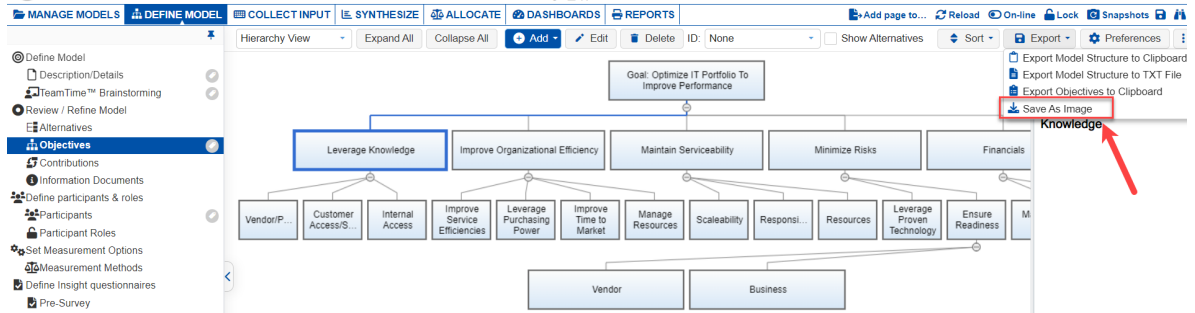 MANAGE MODELS DEFINE MODEL COLLECT INPUT SYNTHESIZE ALLOCATE DASHBOARDS REPORTS Add page to... Reload On-line Lock Snapshots
Hierarchy View Expand All Collapse All Add Edit Delete ID: None Show Alternatives Sort Export Preferences
Define Model
Description/Details
TeamTime™ Brainstorming
Review / Refine Model
Alternatives
Objectives
Contributions
Information Documents
Define participants & roles
Participants
Participant Roles
Set Measurement Options
Measurement Methods
Define Insight questionnaires
Pre-Survey
Export Model Structure to Clipboard
Export Model Structure to TXT File
Export Objectives to Clipboard
Save As Image
Knowledge
Goal: Optimize IT Portfolio To
Improve Performance
Leverage Knowledge
Improve Organizational Efficiency
Maintain Serviceability
Minimize Risks
Financials
Vendor/P...
Customer
Access/S...
Internal
Access
Improve
Service
Efficiencies
Leverage
Purchasing
Power
Improve
Time to
Market
Manage
Resources
Scaleability
Responsi...
Resources
Leverage
Proven
Technology
Ensure
Readiness
Vendor
Business